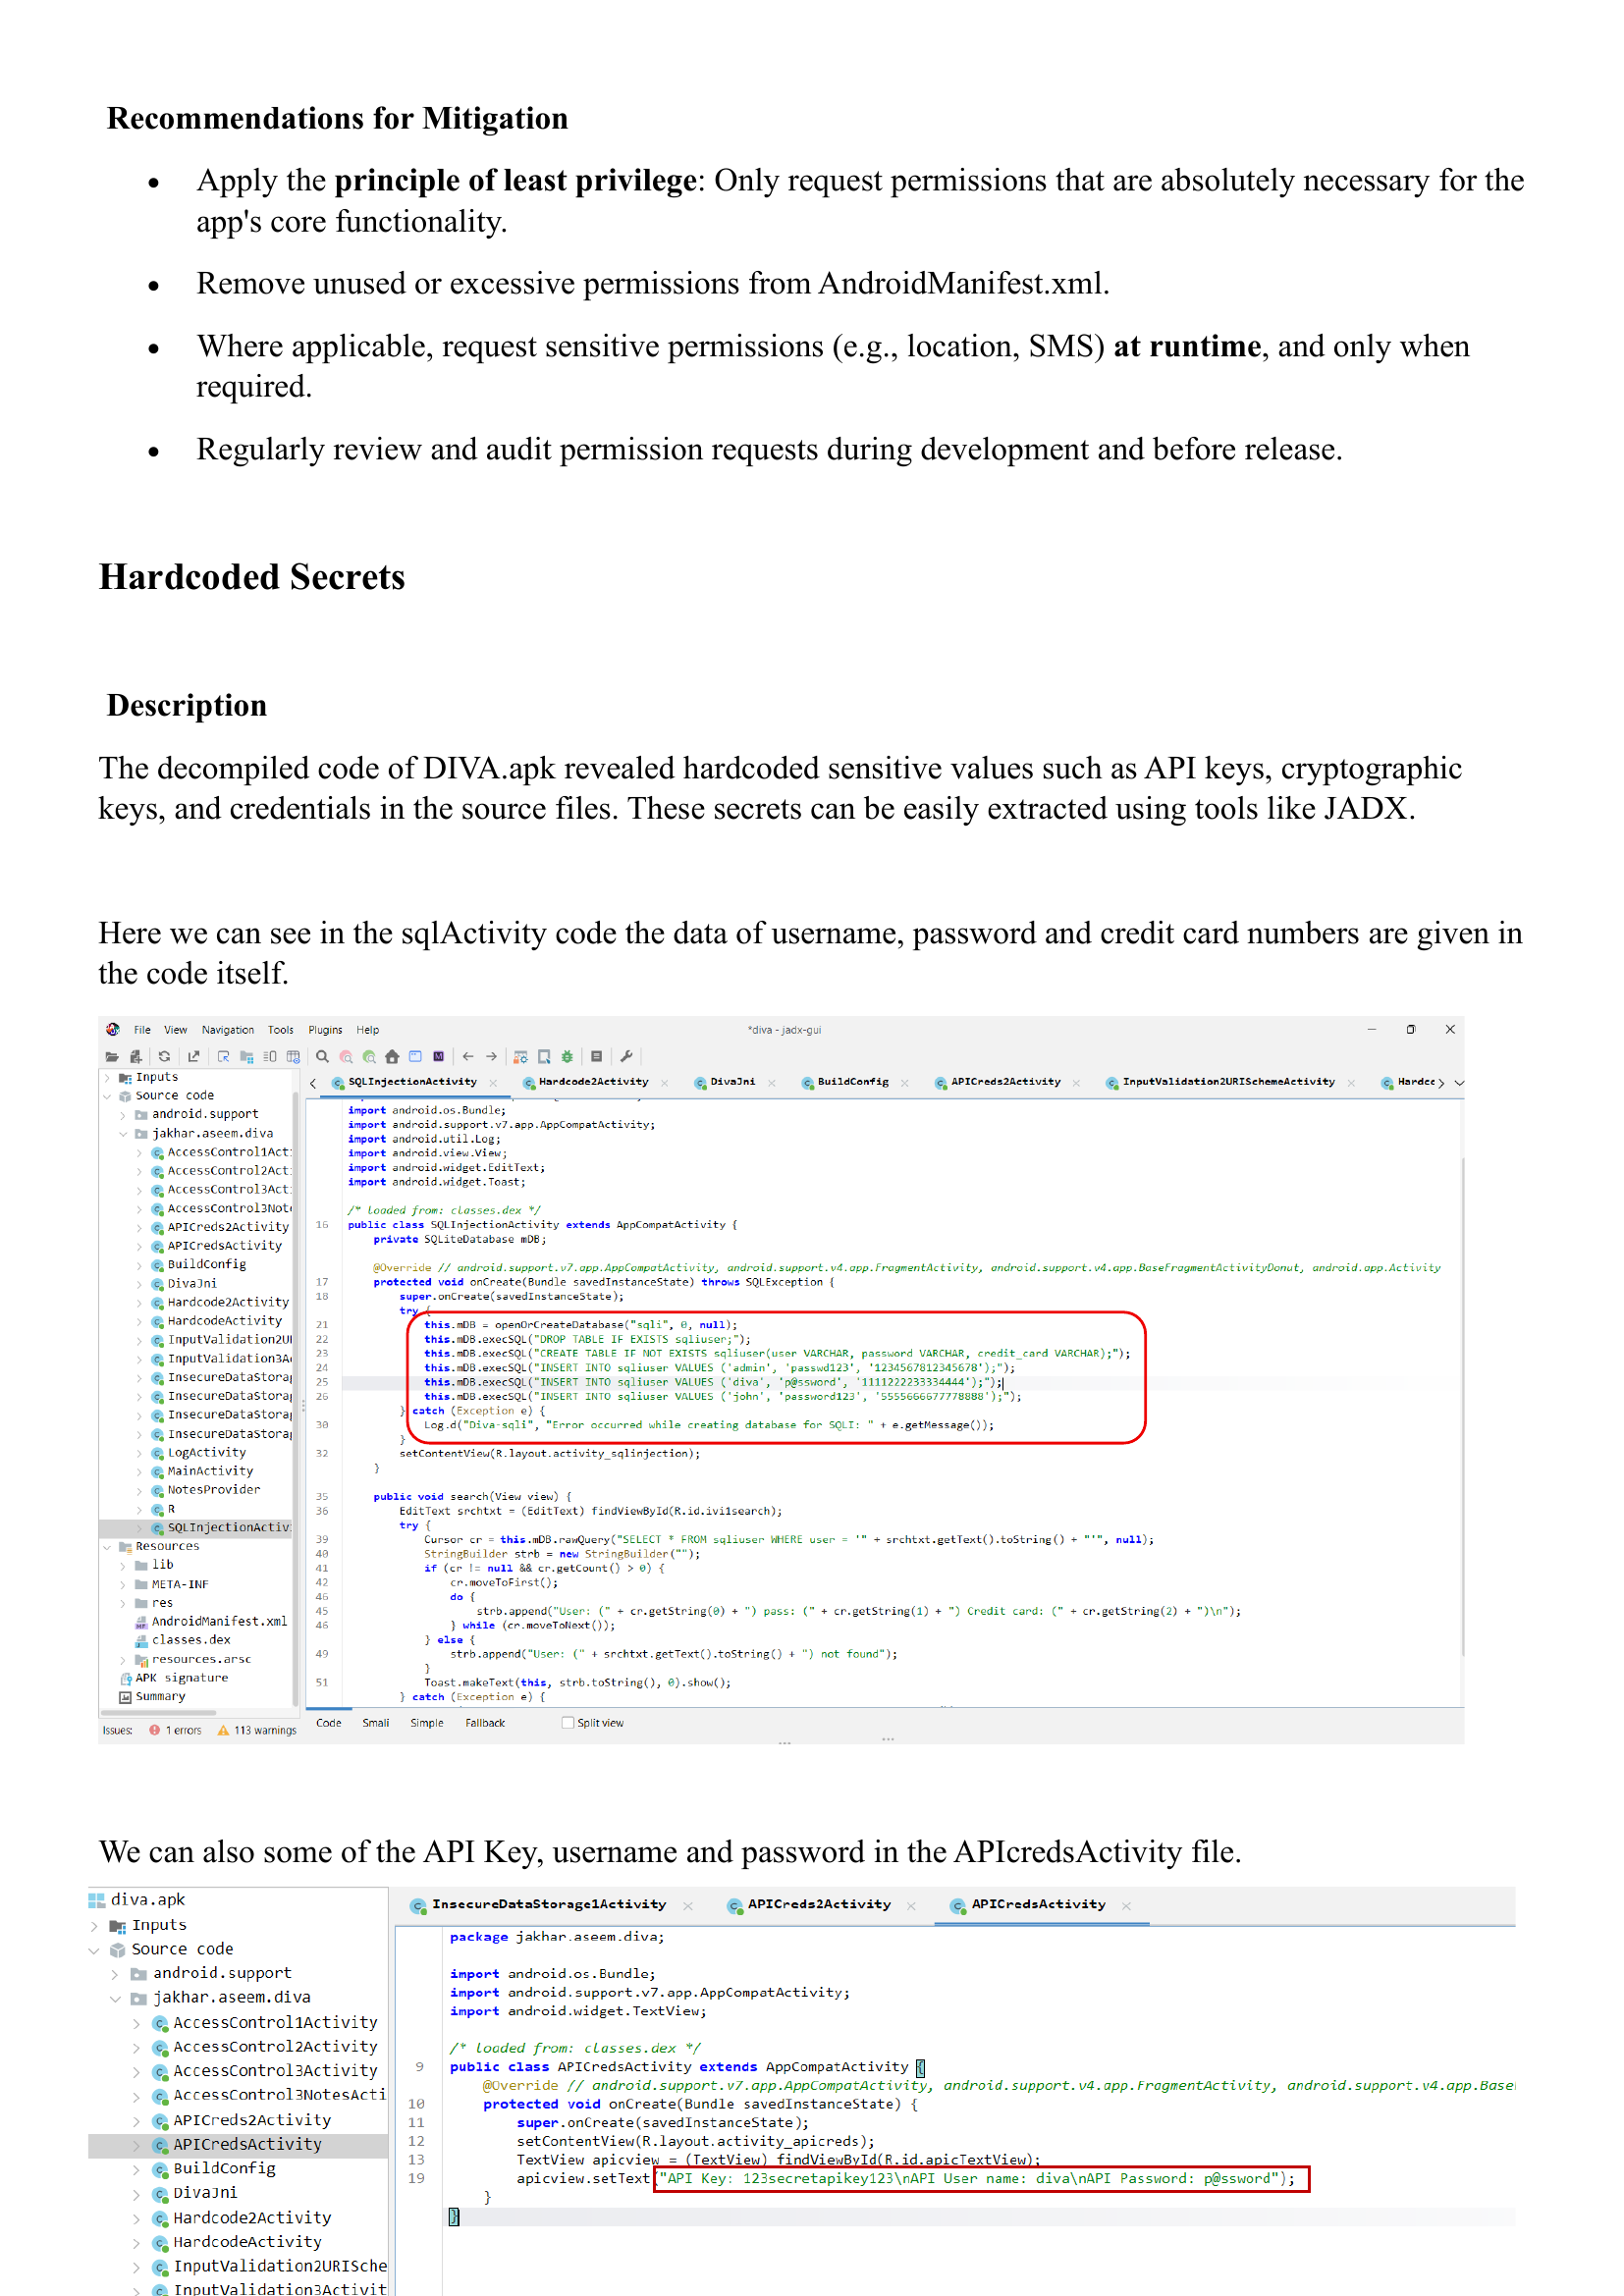 Recommendations for Mitigation
• Apply the principle of least privilege: Only request permissions that are absolutely necessary for the
app's core functionality.
• Remove unused or excessive permissions from AndroidManifest.xml.
• Where applicable, request sensitive permissions (e.g., location, SMS) at runtime, and only when
required.
• Regularly review and audit permission requests during development and before release.
Hardcoded Secrets
Description
The decompiled code of DIVA.apk revealed hardcoded sensitive values such as API keys, cryptographic
keys, and credentials in the source files. These secrets can be easily extracted using tools like JADX.
Here we can see in the sqlActivity code the data of username, password and credit card numbers are given in
the code itself.
File View Navigation Tools Plugins Help *diva - jadx-gui
Inputs
Source code
android.support
jakhar.aseem.diva
AccessControl1Acti
AccessControl2Acti
AccessControl3Acti
AccessControl3Note
APICreds2Activity
APICredsActivity
BuildConfig
DivaJni
Hardcode2Activity
HardcodeActivity
InputValidation2UI
InputValidation3A
InsecureDataStora
InsecureDataStora
InsecureDataStora
InsecureDataStora
LogActivity
MainActivity
NotesProvider
R
SQLInjectionActiv
Resources
lib
META-INF
res
AndroidManifest.xml
classes.dex
resources.arsc
APK signature
Summary
Issues: 1 errors 113 warnings
SQLInjectionActivity Hardcode2Activity DivaJni BuildConfig APICreds2Activity InputValidation2URISchemeActivity Hardcc
import android.os.Bundle;
import android.support.v7.app.AppCompatActivity;
import android.util.Log;
import android.view.View;
import android.widget.EditText;
import android.widget.Toast;
/* loaded from: classes.dex */
16 public class SQLInjectionActivity extends AppCompatActivity {
private SQLiteDatabase mDB;
@Override // android.support.v7.app.AppCompatActivity, android.support.v4.app.FragmentActivity, android.support.v4.app.BaseFragmentActivityDonut, android.app.Activity
17 protected void onCreate(Bundle savedInstanceState) throws SQLException {
18 super.onCreate(savedInstanceState);
try {
21 this.mDB = openOrCreateDatabase("sqli", 0, null);
22 this.mDB.execSQL("DROP TABLE IF EXISTS sqliuser;");
23 this.mDB.execSQL("CREATE TABLE IF NOT EXISTS sqliuser(user VARCHAR, password VARCHAR, credit_card VARCHAR);");
24 this.mDB.execSQL("INSERT INTO sqliuser VALUES ('admin', 'passwd123', '1234567812345678');");
25 this.mDB.execSQL("INSERT INTO sqliuser VALUES ('diva', 'p@ssword', '1111222233334444');");
26 this.mDB.execSQL("INSERT INTO sqliuser VALUES ('john', 'password123', '5555666677778888');");
} catch (Exception e) {
30 Log.d("Diva-sqli", "Error occurred while creating database for SQLI: " + e.getMessage());
}
32 setContentView(R.layout.activity_sqlinjection);
}
35 public void search(View view) {
36 EditText srchtxt = (EditText) findViewById(R.id.ivi1search);
try {
39 Cursor cr = this.mDB.rawQuery("SELECT * FROM sqliuser WHERE user = '" + srchtxt.getText().toString() + "'", null);
40 StringBuilder strb = new StringBuilder("");
41 if (cr != null && cr.getCount() > 0) {
42 cr.moveToFirst();
46 do {
45 strb.append("User: (" + cr.getString(0) + ") pass: (" + cr.getString(1) + ") Credit card: (" + cr.getString(2) + ")\n");
46 } while (cr.moveToNext());
} else {
49 strb.append("User: (" + srchtxt.getText().toString() + ") not found");
}
51 Toast.makeText(this, strb.toString(), 0).show();
} catch (Exception e) {
Code Smali Simple Fallback Split view
We can also some of the API Key, username and password in the APIcredsActivity file.
diva.apk
Inputs
Source code
android.support
jakhar.aseem.diva
AccessControl1Activity
AccessControl2Activity
AccessControl3Activity
AccessControl3NotesActi
APICreds2Activity
APICredsActivity
BuildConfig
DivaJni
Hardcode2Activity
HardcodeActivity
InputValidation2URISche
InputValidation3Activit
InsecureDataStorage1Activity APICreds2Activity APICredsActivity
package jakhar.aseem.diva;
import android.os.Bundle;
import android.support.v7.app.AppCompatActivity;
import android.widget.TextView;
/* loaded from: classes.dex */
9 public class APICredsActivity extends AppCompatActivity {
@Override // android.support.v7.app.AppCompatActivity, android.support.v4.app.FragmentActivity, android.support.v4.app.Base
10 protected void onCreate(Bundle savedInstanceState) {
11 super.onCreate(savedInstanceState);
12 setContentView(R.layout.activity_apicreds);
13 TextView apicview = (TextView) findViewById(R.id.apicTextView);
19 apicview.setText("API Key: 123secretapikey123\nAPI User name: diva\nAPI Password: p@ssword");
}
}